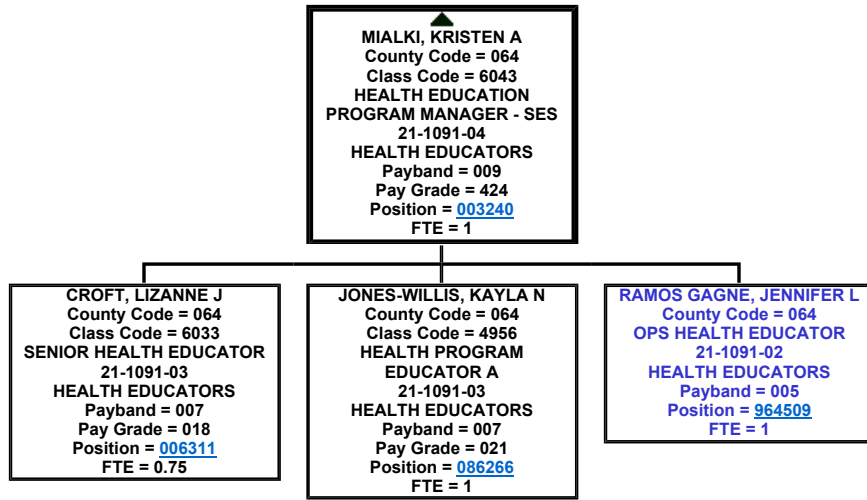 MIALKI, KRISTEN A
County Code = 064
Class Code = 6043
HEALTH EDUCATION
PROGRAM MANAGER - SES
21-1091-04
HEALTH EDUCATORS
Payband = 009
Pay Grade = 424
Position = 003240
FTE = 1
CROFT, LIZANNE J
County Code = 064
Class Code = 6033
SENIOR HEALTH EDUCATOR
21-1091-03
HEALTH EDUCATORS
Payband = 007
Pay Grade = 018
Position = 006311
FTE = 0.75
JONES-WILLIS, KAYLA N
County Code = 064
Class Code = 4956
HEALTH PROGRAM
EDUCATOR A
21-1091-03
HEALTH EDUCATORS
Payband = 007
Pay Grade = 021
Position = 086266
FTE = 1
RAMOS GAGNE, JENNIFER L
County Code = 064
OPS HEALTH EDUCATOR
21-1091-02
HEALTH EDUCATORS
Payband = 005
Position = 964509
FTE = 1